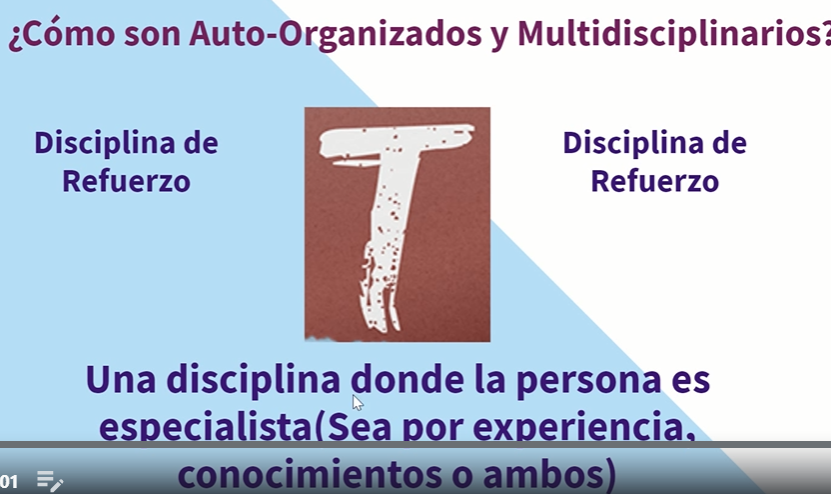 ¿Cómo son Auto-Organizados y Multidisciplinarios?
Disciplina de
Refuerzo
Disciplina de
Refuerzo
T
Una disciplina donde la persona es
especialista(Sea por experiencia,
conocimientos o ambos)
01